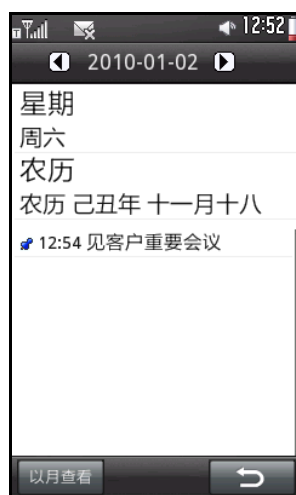 12:52
2010-01-02
星期
周六
农历
农历 己丑年 十一月十八
12:54 见客户重要会议
以月查看